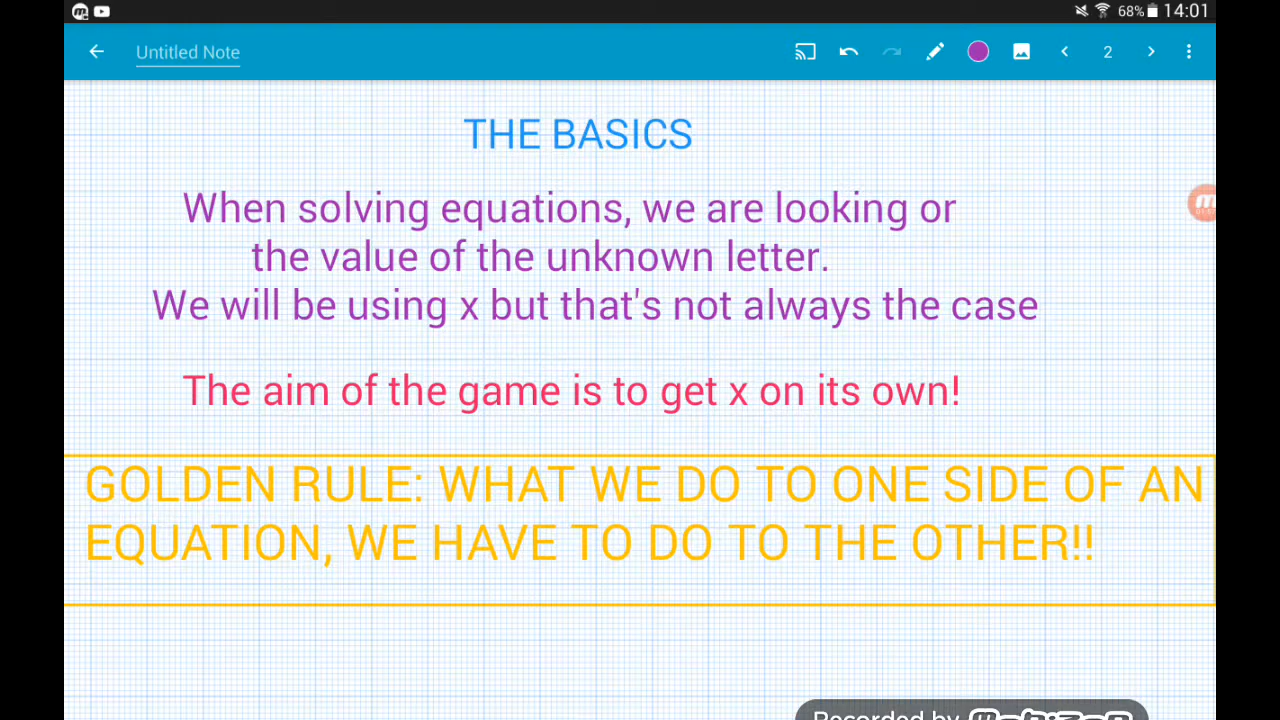 68% 14:01
Untitled Note 2
THE BASICS
When solving equations, we are looking or
the value of the unknown letter.
We will be using x but that's not always the case
The aim of the game is to get x on its own!
GOLDEN RULE: WHAT WE DO TO ONE SIDE OF AN
EQUATION, WE HAVE TO DO TO THE OTHER!!
Recorded by